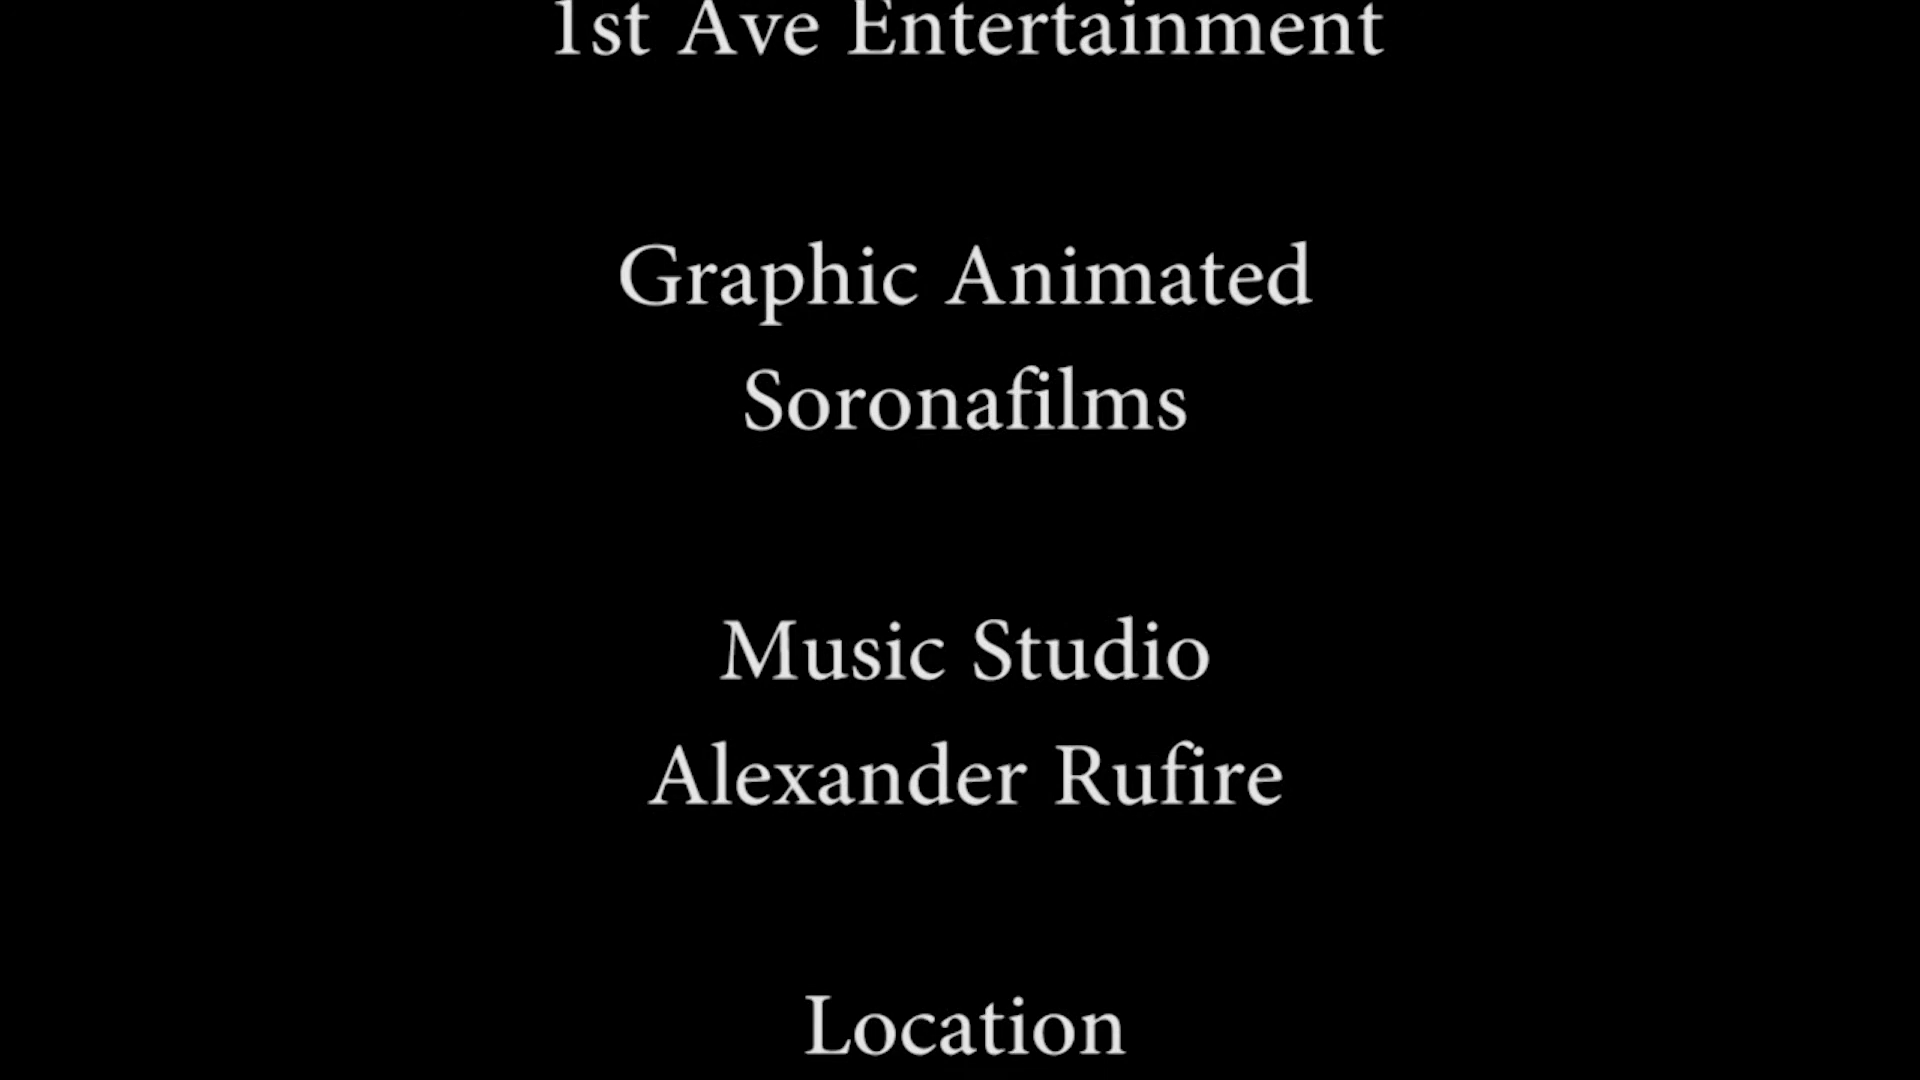 1st Ave Entertainment
Graphic Animated
Soronafilms
Music Studio
Alexander Rufire
Location